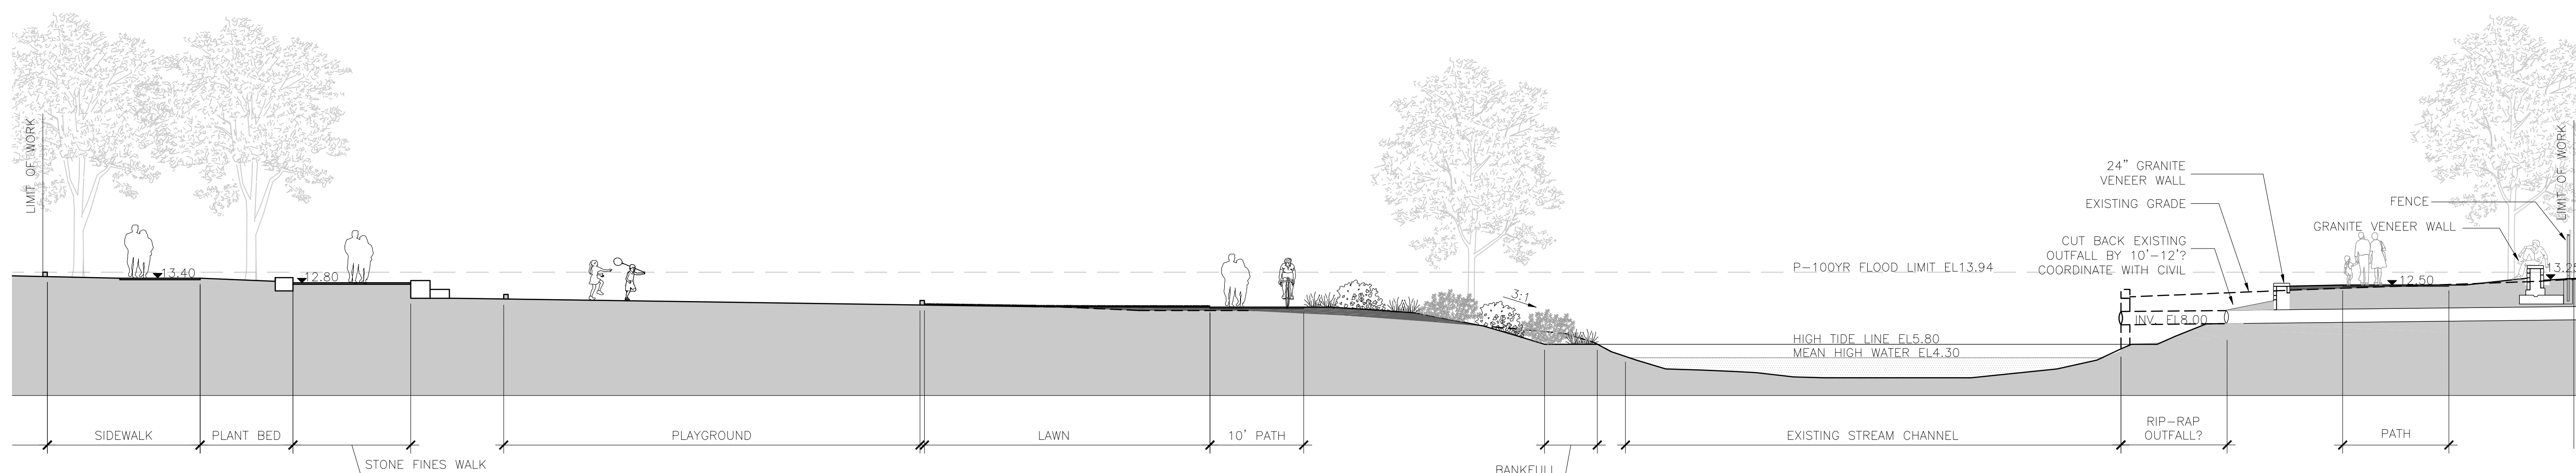 LIMIT OF WORK
13.40
12.80
3:1
P-100YR FLOOD LIMIT EL13.94
HIGH TIDE LINE EL5.80
MEAN HIGH WATER EL4.30
24" GRANITE
VENEER WALL
EXISTING GRADE
CUT BACK EXISTING
OUTFALL BY 10'-12'?
COORDINATE WITH CIVIL
INV. EL8.00
12.50
FENCE
GRANITE VENEER WALL
LIMIT OF WORK
13.25
SIDEWALK
PLANT BED
STONE FINES WALK
PLAYGROUND
LAWN
10' PATH
BANKFULL
EXISTING STREAM CHANNEL
RIP-RAP
OUTFALL?
PATH